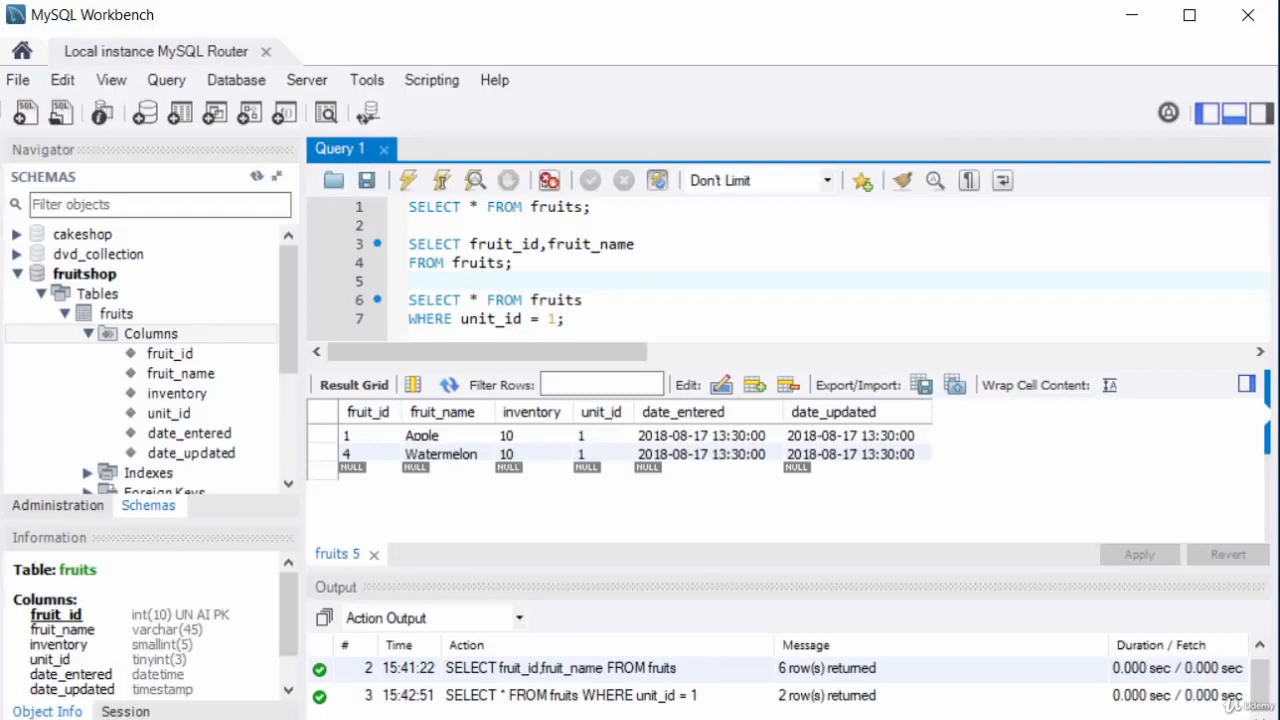 MySQL Workbench
Local instance MySQL Router
File Edit View Query Database Server Tools Scripting Help
Navigator
SCHEMAS
Filter objects
cakeshop
dvd_collection
fruitshop
Tables
fruits
Columns
fruit_id
fruit_name
inventory
unit_id
date_entered
date_updated
Indexes
Foreign Keys
Administration Schemas
Information
Table: fruits
Columns:
fruit_id int(10) UN AI PK
fruit_name varchar(45)
inventory smallint(5)
unit_id tinyint(3)
date_entered datetime
date_updated timestamp
Object Info Session
Query 1
Don't Limit
1 SELECT * FROM fruits;
2
3 SELECT fruit_id,fruit_name
4 FROM fruits;
5
6 SELECT * FROM fruits
7 WHERE unit_id = 1;
Result Grid Filter Rows: Edit: Export/Import: Wrap Cell Content:
fruit_id fruit_name inventory unit_id date_entered date_updated
1 Apple 10 1 2018-08-17 13:30:00 2018-08-17 13:30:00
4 Watermelon 10 1 2018-08-17 13:30:00 2018-08-17 13:30:00
NULL NULL NULL NULL NULL NULL
fruits 5
Apply Revert
Output
Action Output
# Time Action Message Duration / Fetch
2 15:41:22 SELECT fruit_id,fruit_name FROM fruits 6 row(s) returned 0.000 sec / 0.000 sec
3 15:42:51 SELECT * FROM fruits WHERE unit_id = 1 2 row(s) returned 0.000 sec / 0.000 sec
Udemy